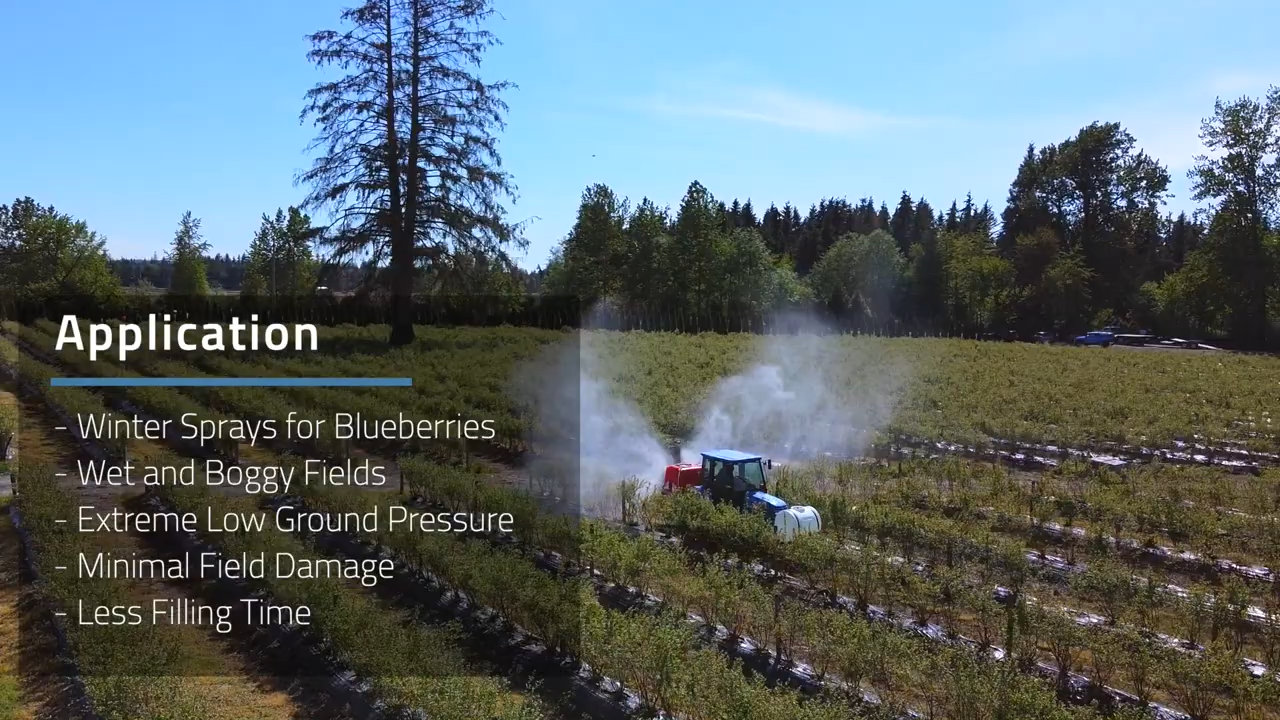 Application
- Winter Sprays for Blueberries
- Wet and Boggy Fields
- Extreme Low Ground Pressure
- Minimal Field Damage
- Less Filling Time